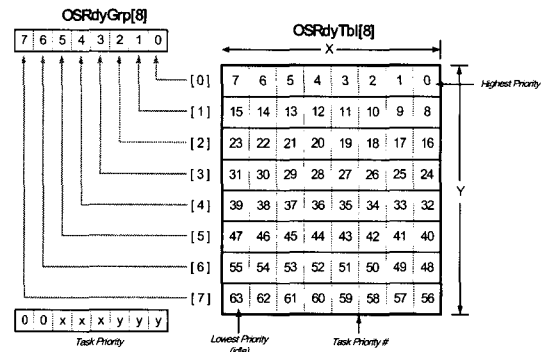 OSRdyGrp[8]
7 6 5 4 3 2 1 0
OSRdyTbl[8]
X
[0] 7 6 5 4 3 2 1 0
Highest Priority
[1] 15 14 13 12 11 10 9 8
[2] 23 22 21 20 19 18 17 16
[3] 31 30 29 28 27 26 25 24
Y
[4] 39 38 37 36 35 34 33 32
[5] 47 46 45 44 43 42 41 40
[6] 55 54 53 52 51 50 49 48
[7] 63 62 61 60 59 58 57 56
0 0 x x x y y y
Task Priority
Lowest Priority
(idle)
Task Priority #